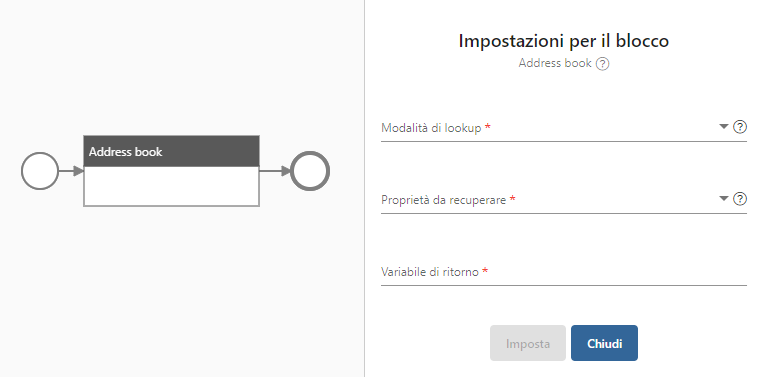 Address book
Impostazioni per il blocco
Address book ?
Modalità di lookup * ?
Proprietà da recuperare * ?
Variabile di ritorno *
Imposta Chiudi